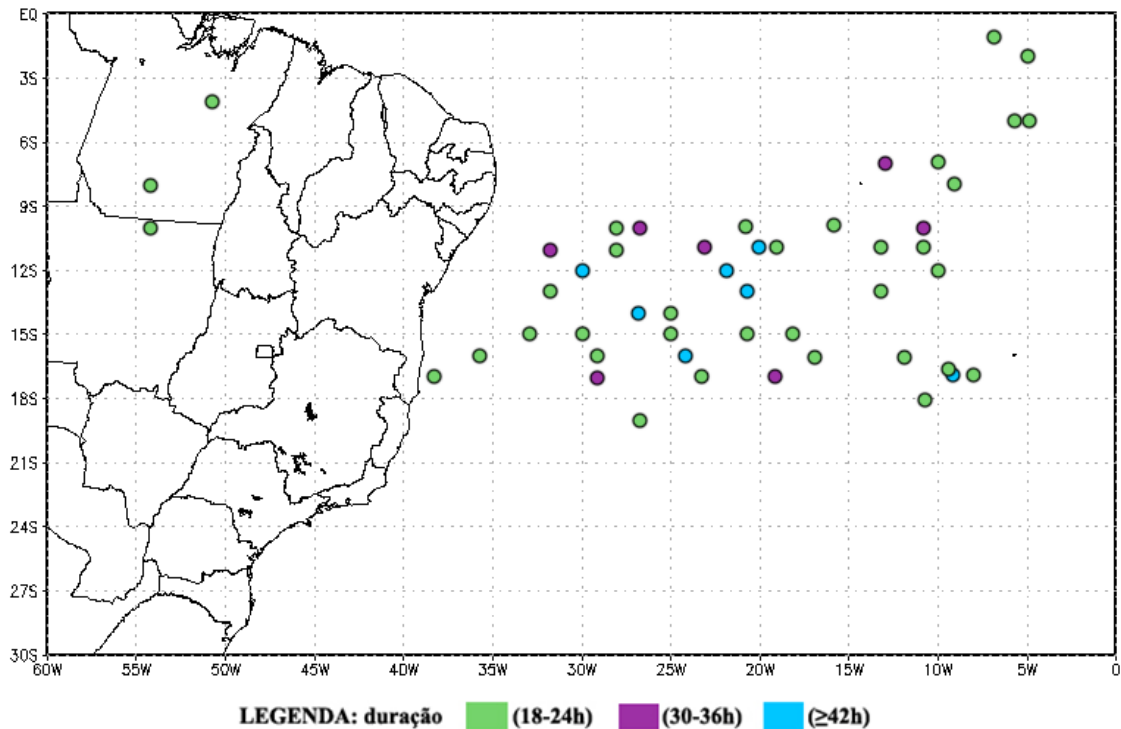 EQ
3S
6S
9S
12S
15S
18S
21S
24S
27S
30S
60W 55W 50W 45W 40W 35W 30W 25W 20W 15W 10W 5W 0
LEGENDA: duração (18-24h) (30-36h) (≥42h)